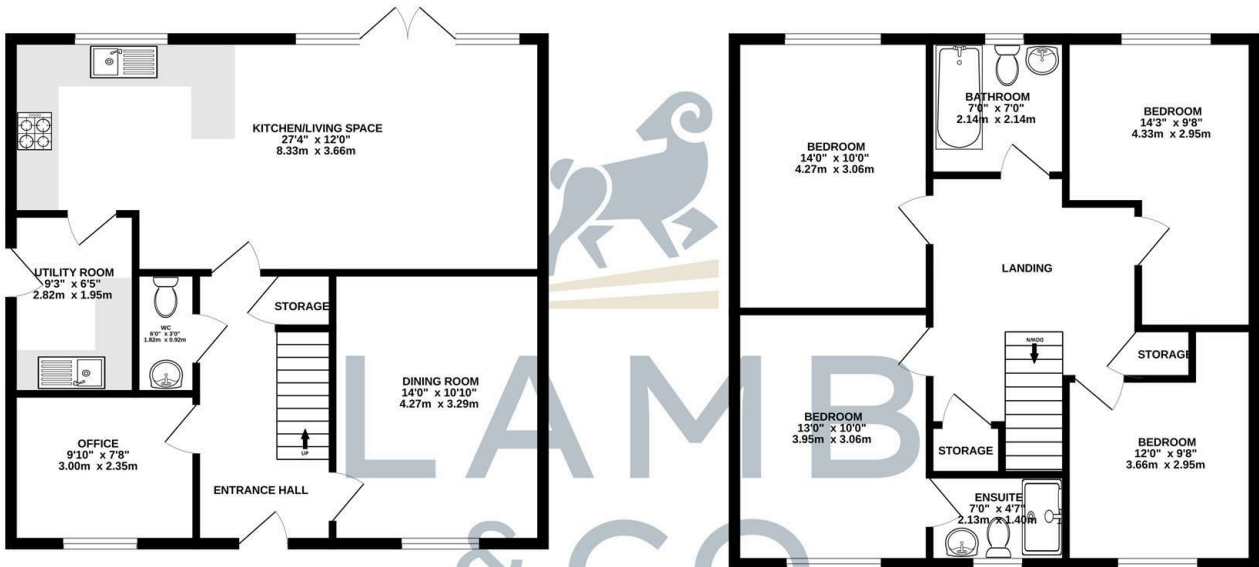 KITCHEN/LIVING SPACE
27'4" x 12'0"
8.33m x 3.66m
UTILITY ROOM
9'3" x 6'5"
2.82m x 1.95m
WC
6'0" x 3'0"
1.82m x 0.92m
STORAGE
DINING ROOM
14'0" x 10'10"
4.27m x 3.29m
OFFICE
9'10" x 7'8"
3.00m x 2.35m
UP
ENTRANCE HALL
BEDROOM
14'0" x 10'0"
4.27m x 3.06m
BATHROOM
7'0" x 7'0"
2.14m x 2.14m
BEDROOM
14'3" x 9'8"
4.33m x 2.95m
LANDING
DOWN
STORAGE
BEDROOM
13'0" x 10'0"
3.95m x 3.06m
STORAGE
BEDROOM
12'0" x 9'8"
3.66m x 2.95m
ENSUITE
7'0" x 4'7"
2.13m x 1.40m
LAMB
& CO